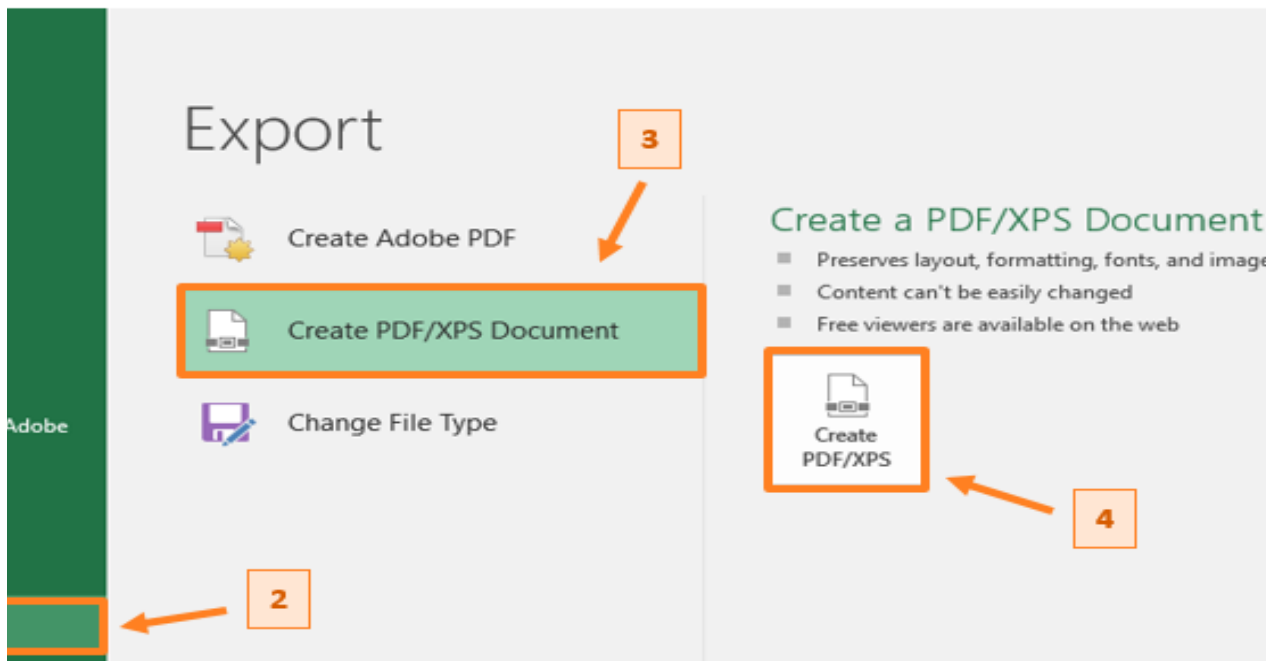 Export
3
Create Adobe PDF
Create PDF/XPS Document
Change File Type
Create a PDF/XPS Document
Preserves layout, formatting, fonts, and image
Content can't be easily changed
Free viewers are available on the web
Create
PDF/XPS
4
Adobe
2